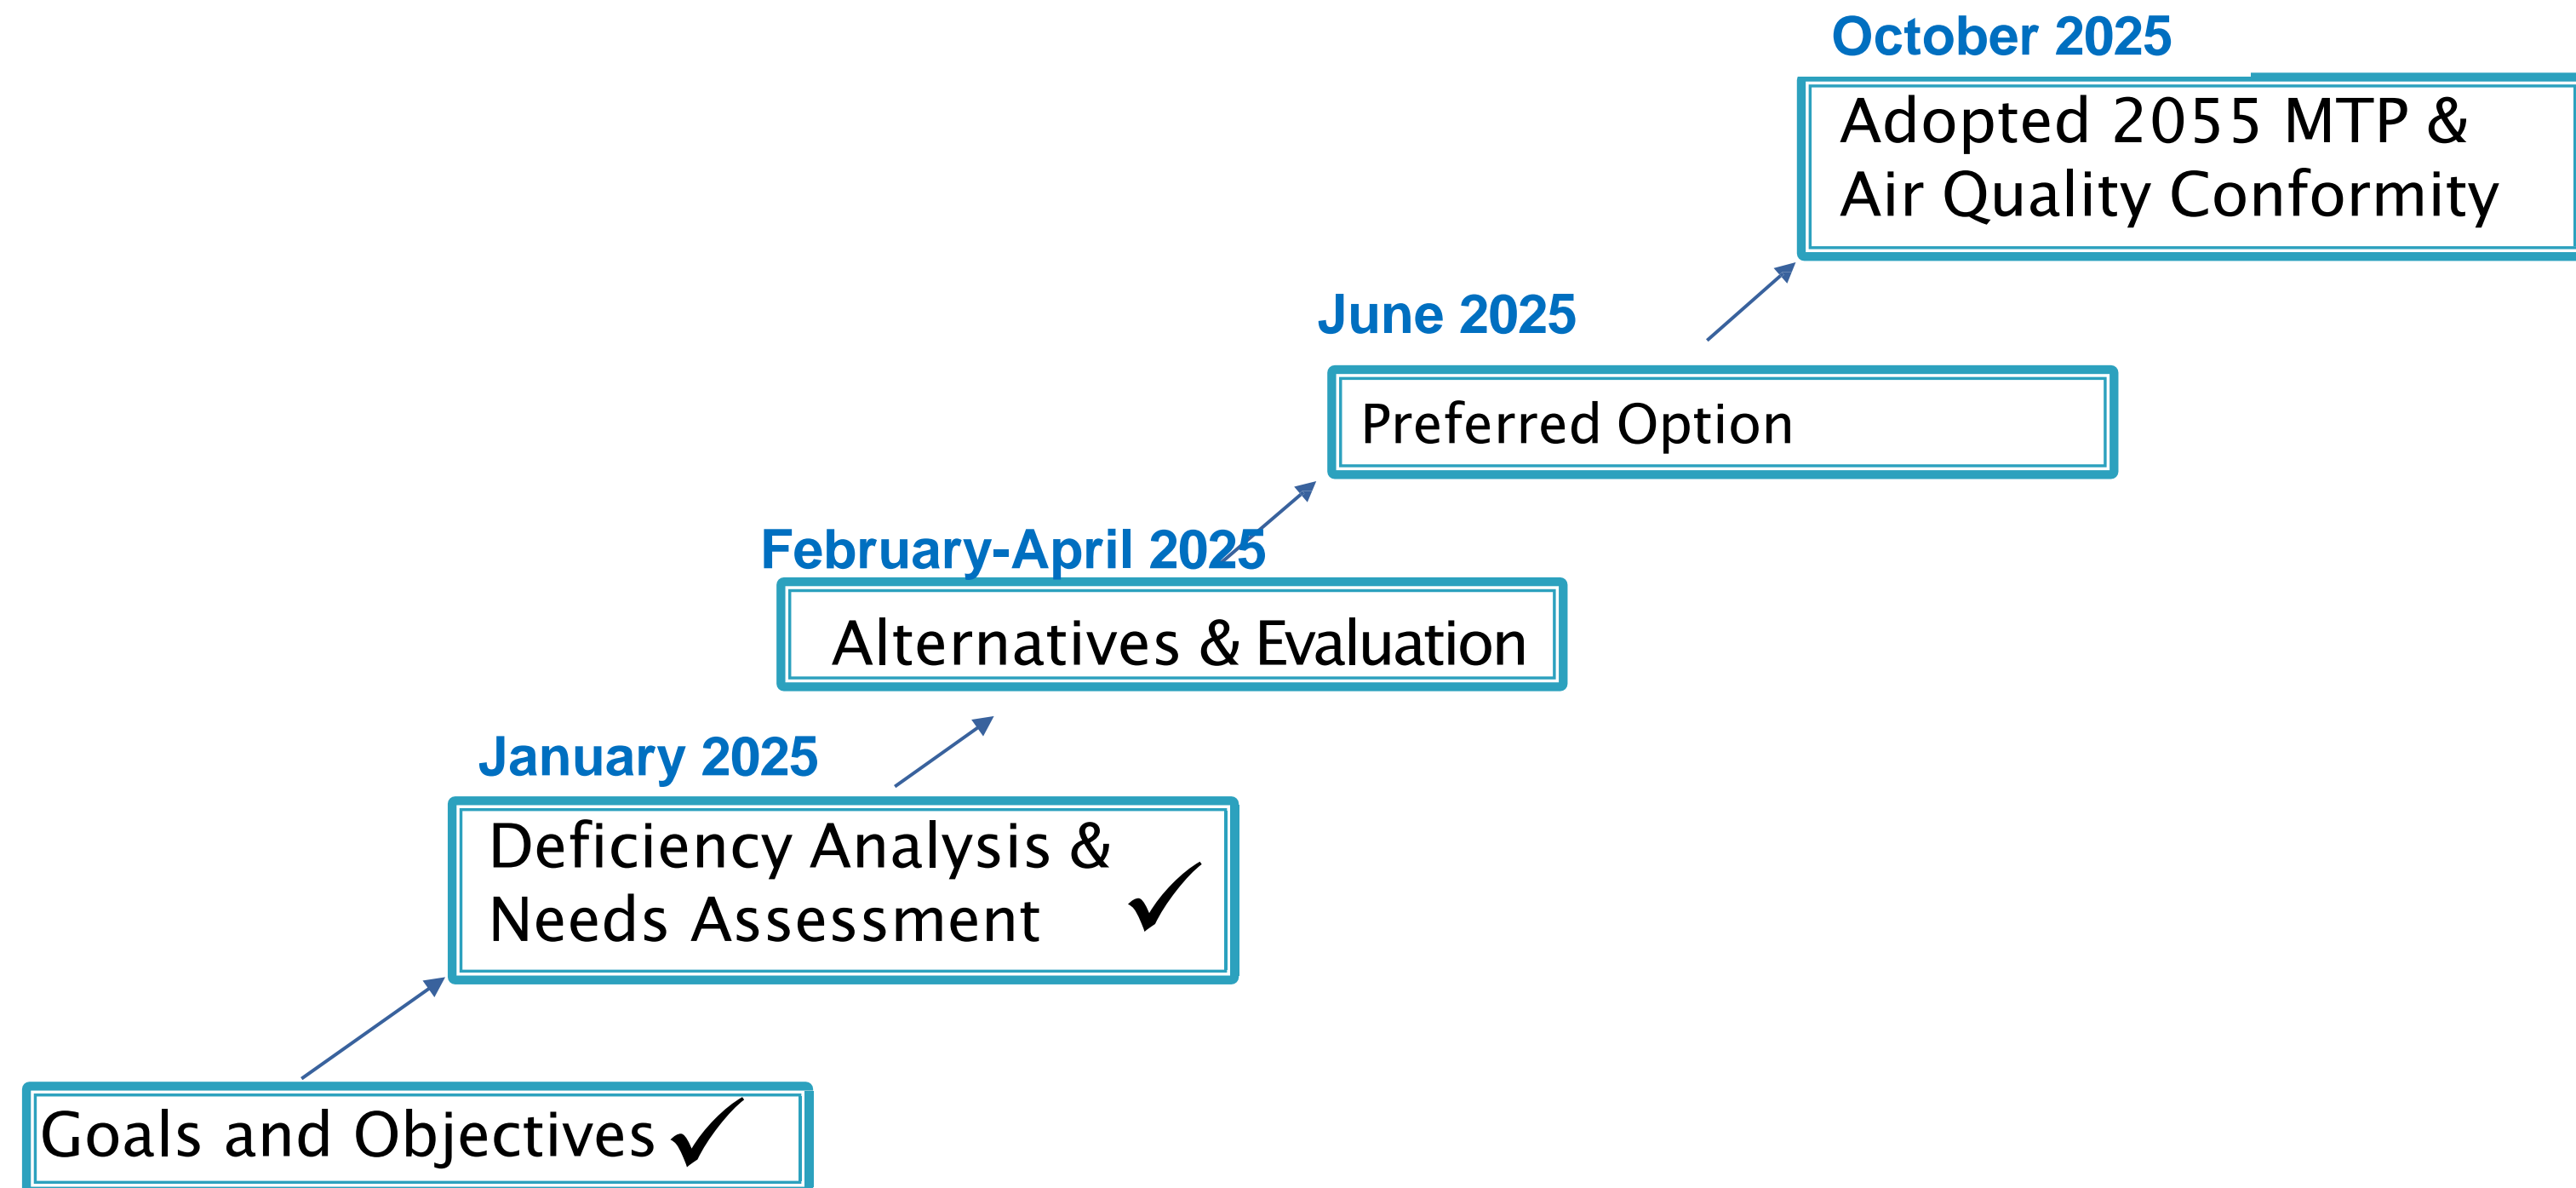 October 2025
Adopted 2055 MTP &
Air Quality Conformity
June 2025
Preferred Option
February-April 2025
Alternatives & Evaluation
January 2025
Deficiency Analysis &
Needs Assessment ✓
Goals and Objectives ✓